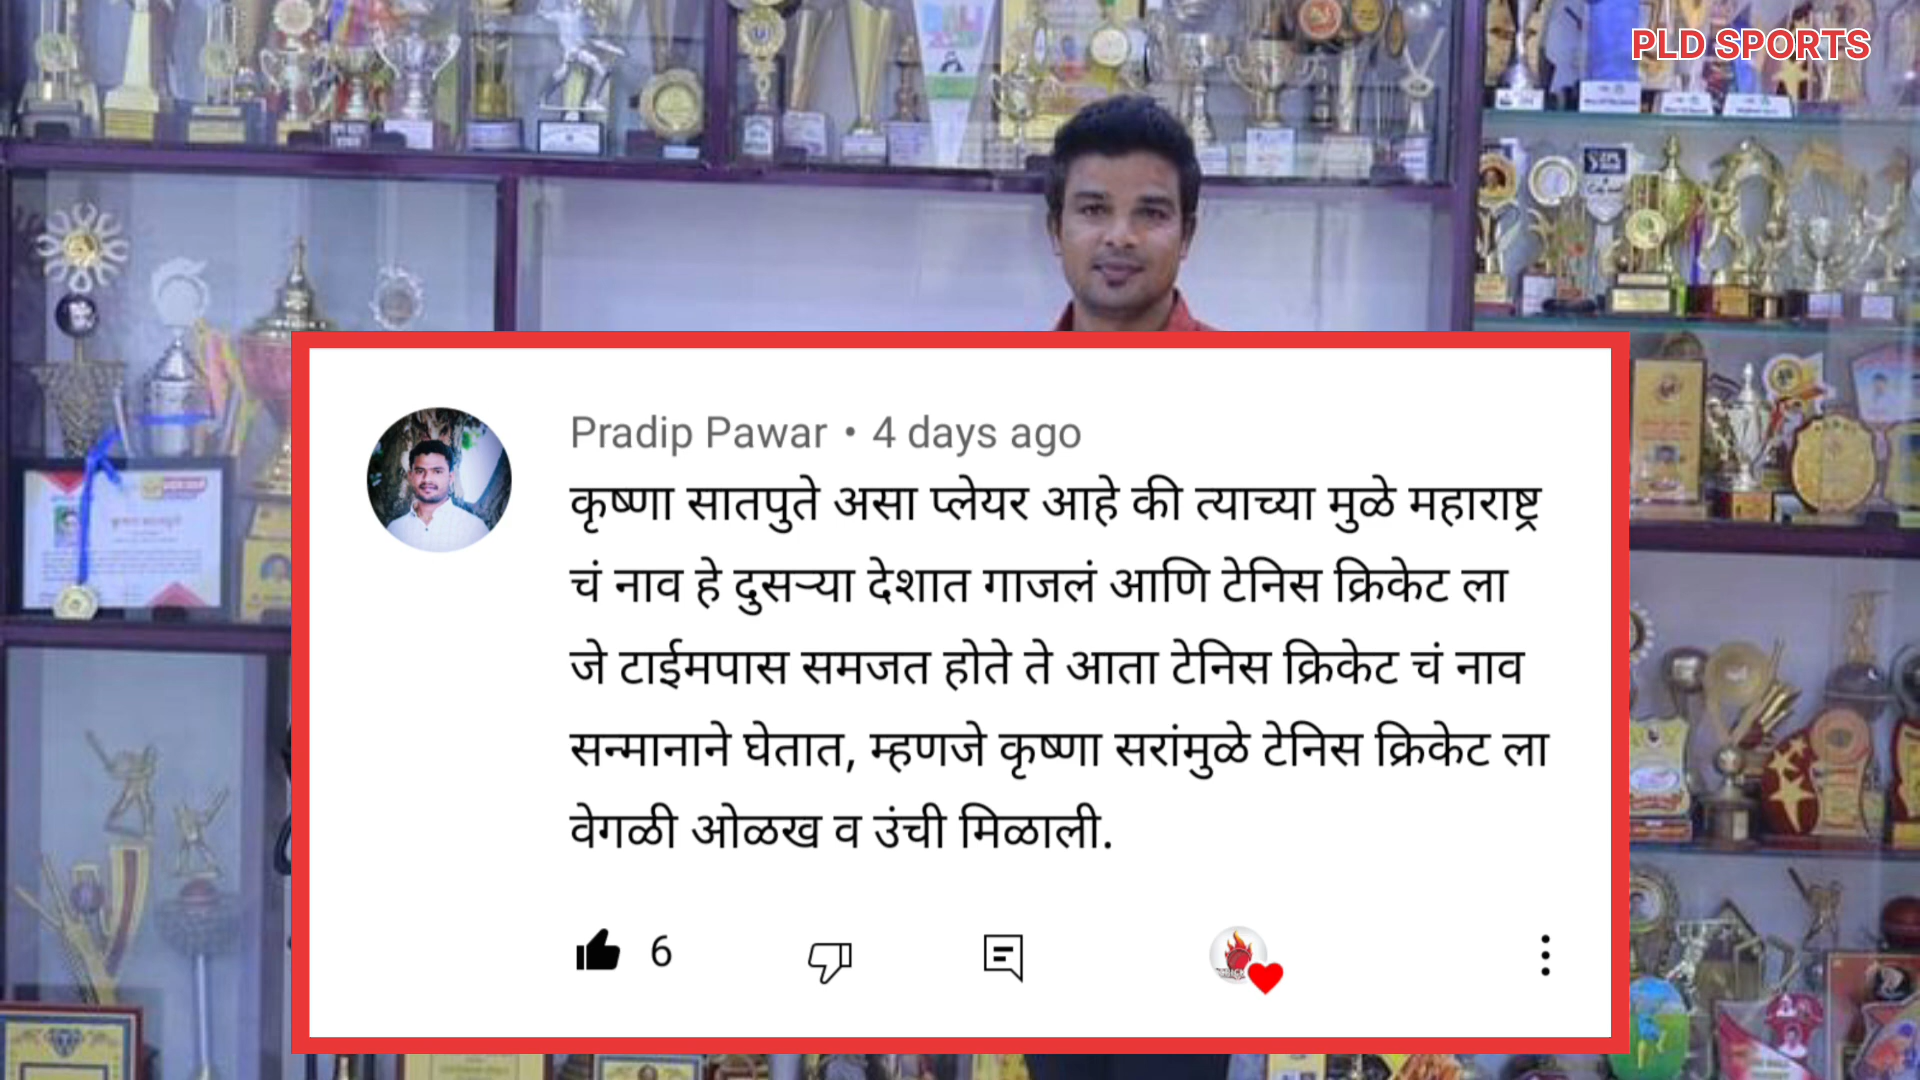 PLD SPORTS
Pradip Pawar • 4 days ago
कृष्णा सातपुते असा प्लेयर आहे की त्याच्या मुळे महाराष्ट्र
चं नाव हे दुसऱ्या देशात गाजलं आणि टेनिस क्रिकेट ला
जे टाईमपास समजत होते ते आता टेनिस क्रिकेट चं नाव
सन्मानाने घेतात, म्हणजे कृष्णा सरांमुळे टेनिस क्रिकेट ला
वेगळी ओळख व उंची मिळाली.
6